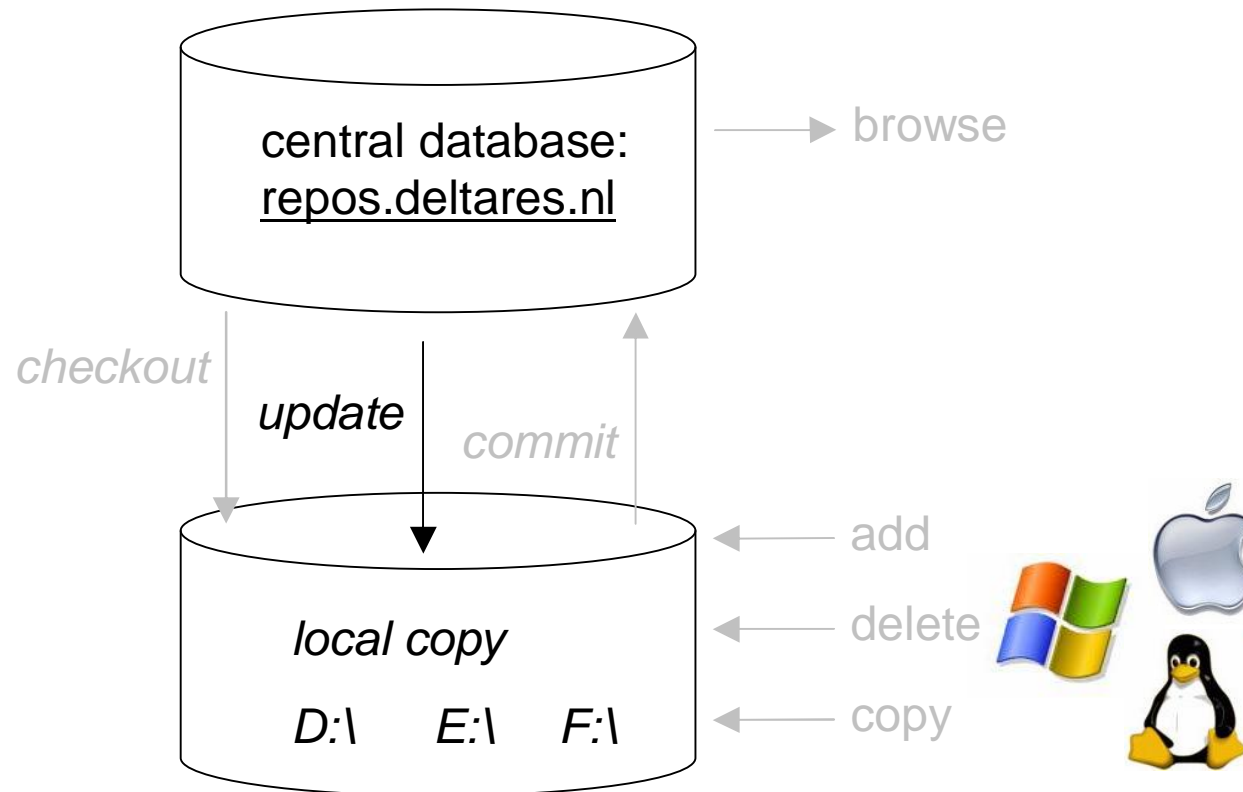 central database:
repos.deltares.nl
browse
checkout
update
commit
add
delete
copy
local copy
D:\ E:\ F:\